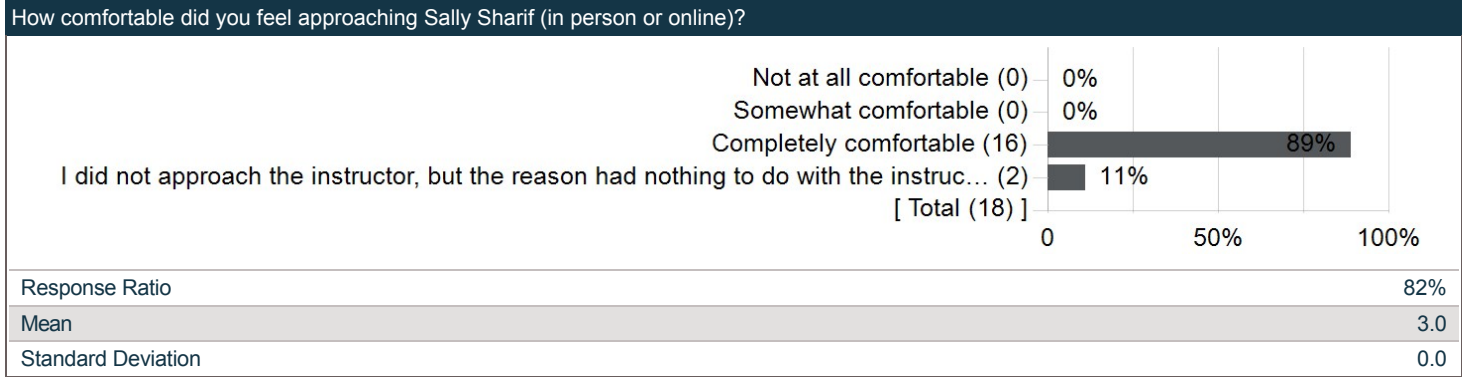 How comfortable did you feel approaching Sally Sharif (in person or online)?
Not at all comfortable (0) 0%
Somewhat comfortable (0) 0%
Completely comfortable (16) 89%
I did not approach the instructor, but the reason had nothing to do with the instruc… (2) 11%
[ Total (18) ]
0 50% 100%
Response Ratio 82%
Mean 3.0
Standard Deviation 0.0